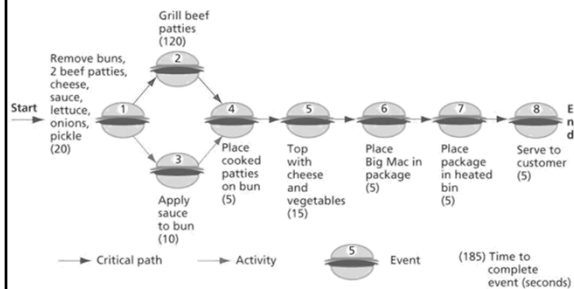 Grill beef
patties
(120)
2
Remove buns,
2 beef patties,
cheese,
sauce,
lettuce,
onions,
pickle
(20)
Start
1
3
Apply
sauce
to bun
(10)
4
Place
cooked
patties
on bun
(5)
5
Top
with
cheese
and
vegetables
(15)
6
Place
Big Mac in
package
(5)
7
Place
package
in heated
bin
(5)
8
Serve to
customer
(5)
E
n
d
Critical path
Activity
5
Event
(185) Time to
complete
event (seconds)